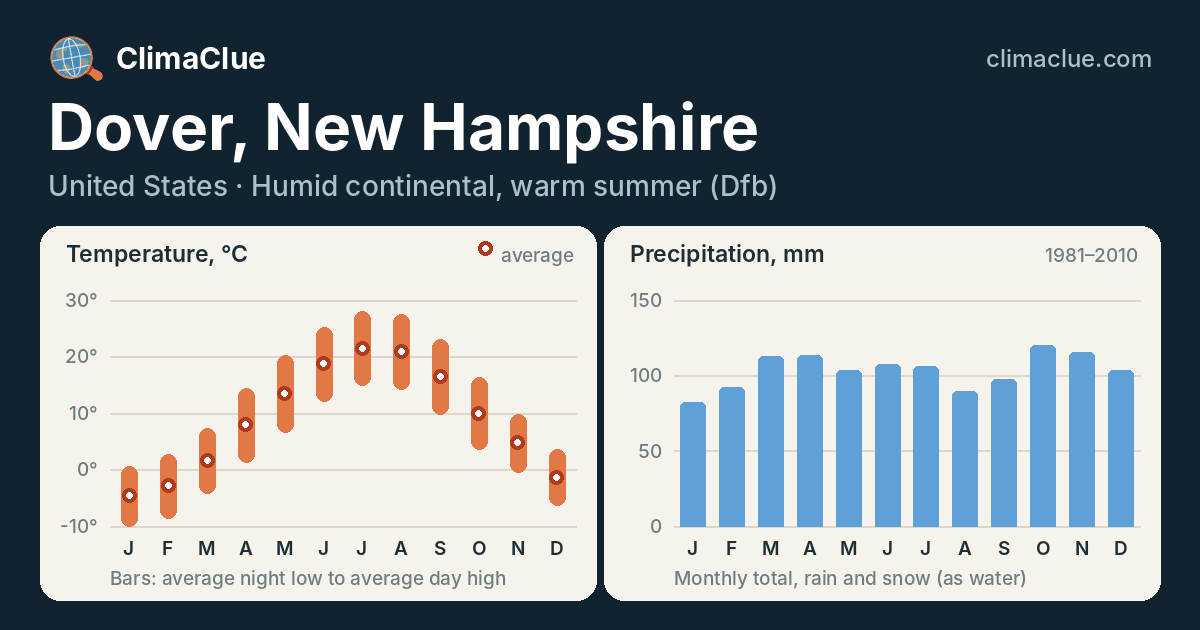 ClimaClue
climaclue.com
Dover, New Hampshire
United States · Humid continental, warm summer (Dfb)
Temperature, °C
average
30°
20°
10°
0°
-10°
J F M A M J J A S O N D
Bars: average night low to average day high
Precipitation, mm
1981–2010
150
100
50
0
J F M A M J J A S O N D
Monthly total, rain and snow (as water)